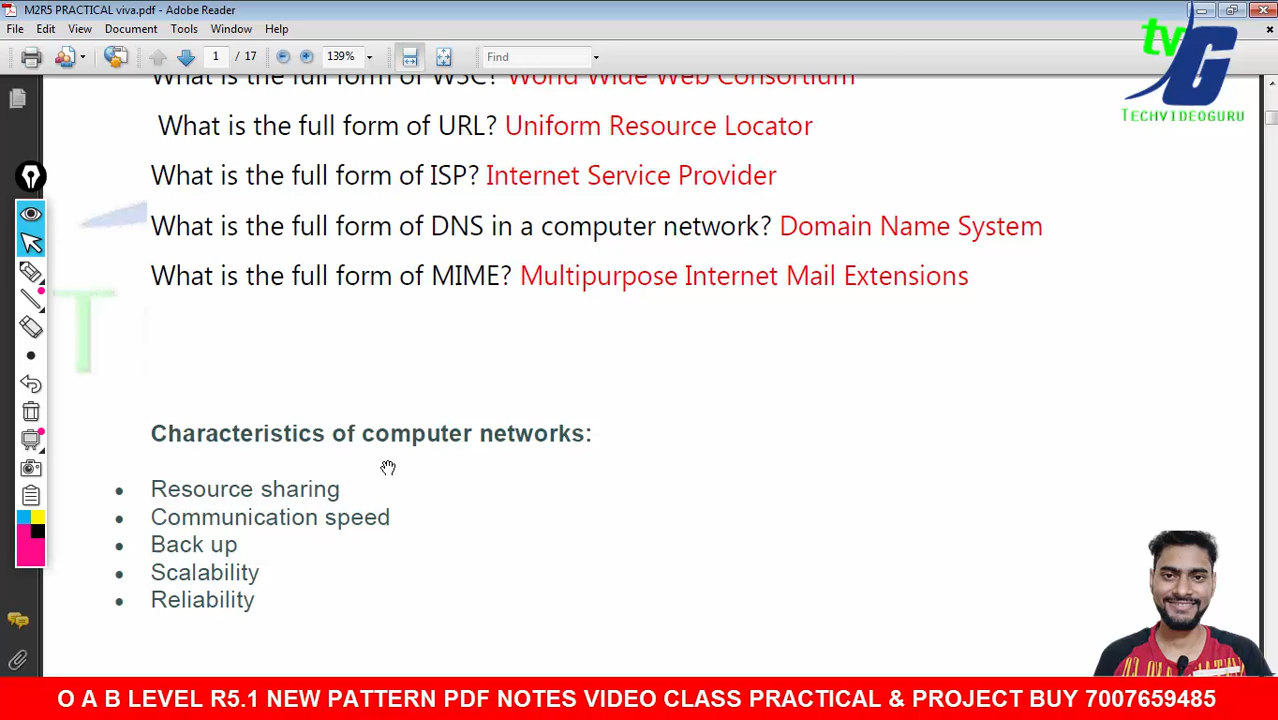 M2R5 PRACTICAL viva.pdf - Adobe Reader
File Edit View Document Tools Window Help
1 / 17 139% Find
What is the full form of W3C? World Wide Web Consortium
What is the full form of URL? Uniform Resource Locator
What is the full form of ISP? Internet Service Provider
What is the full form of DNS in a computer network? Domain Name System
What is the full form of MIME? Multipurpose Internet Mail Extensions
Characteristics of computer networks:
• Resource sharing
• Communication speed
• Back up
• Scalability
• Reliability
tv G
TECHVIDEOGURU
O A B LEVEL R5.1 NEW PATTERN PDF NOTES VIDEO CLASS PRACTICAL & PROJECT BUY 7007659485